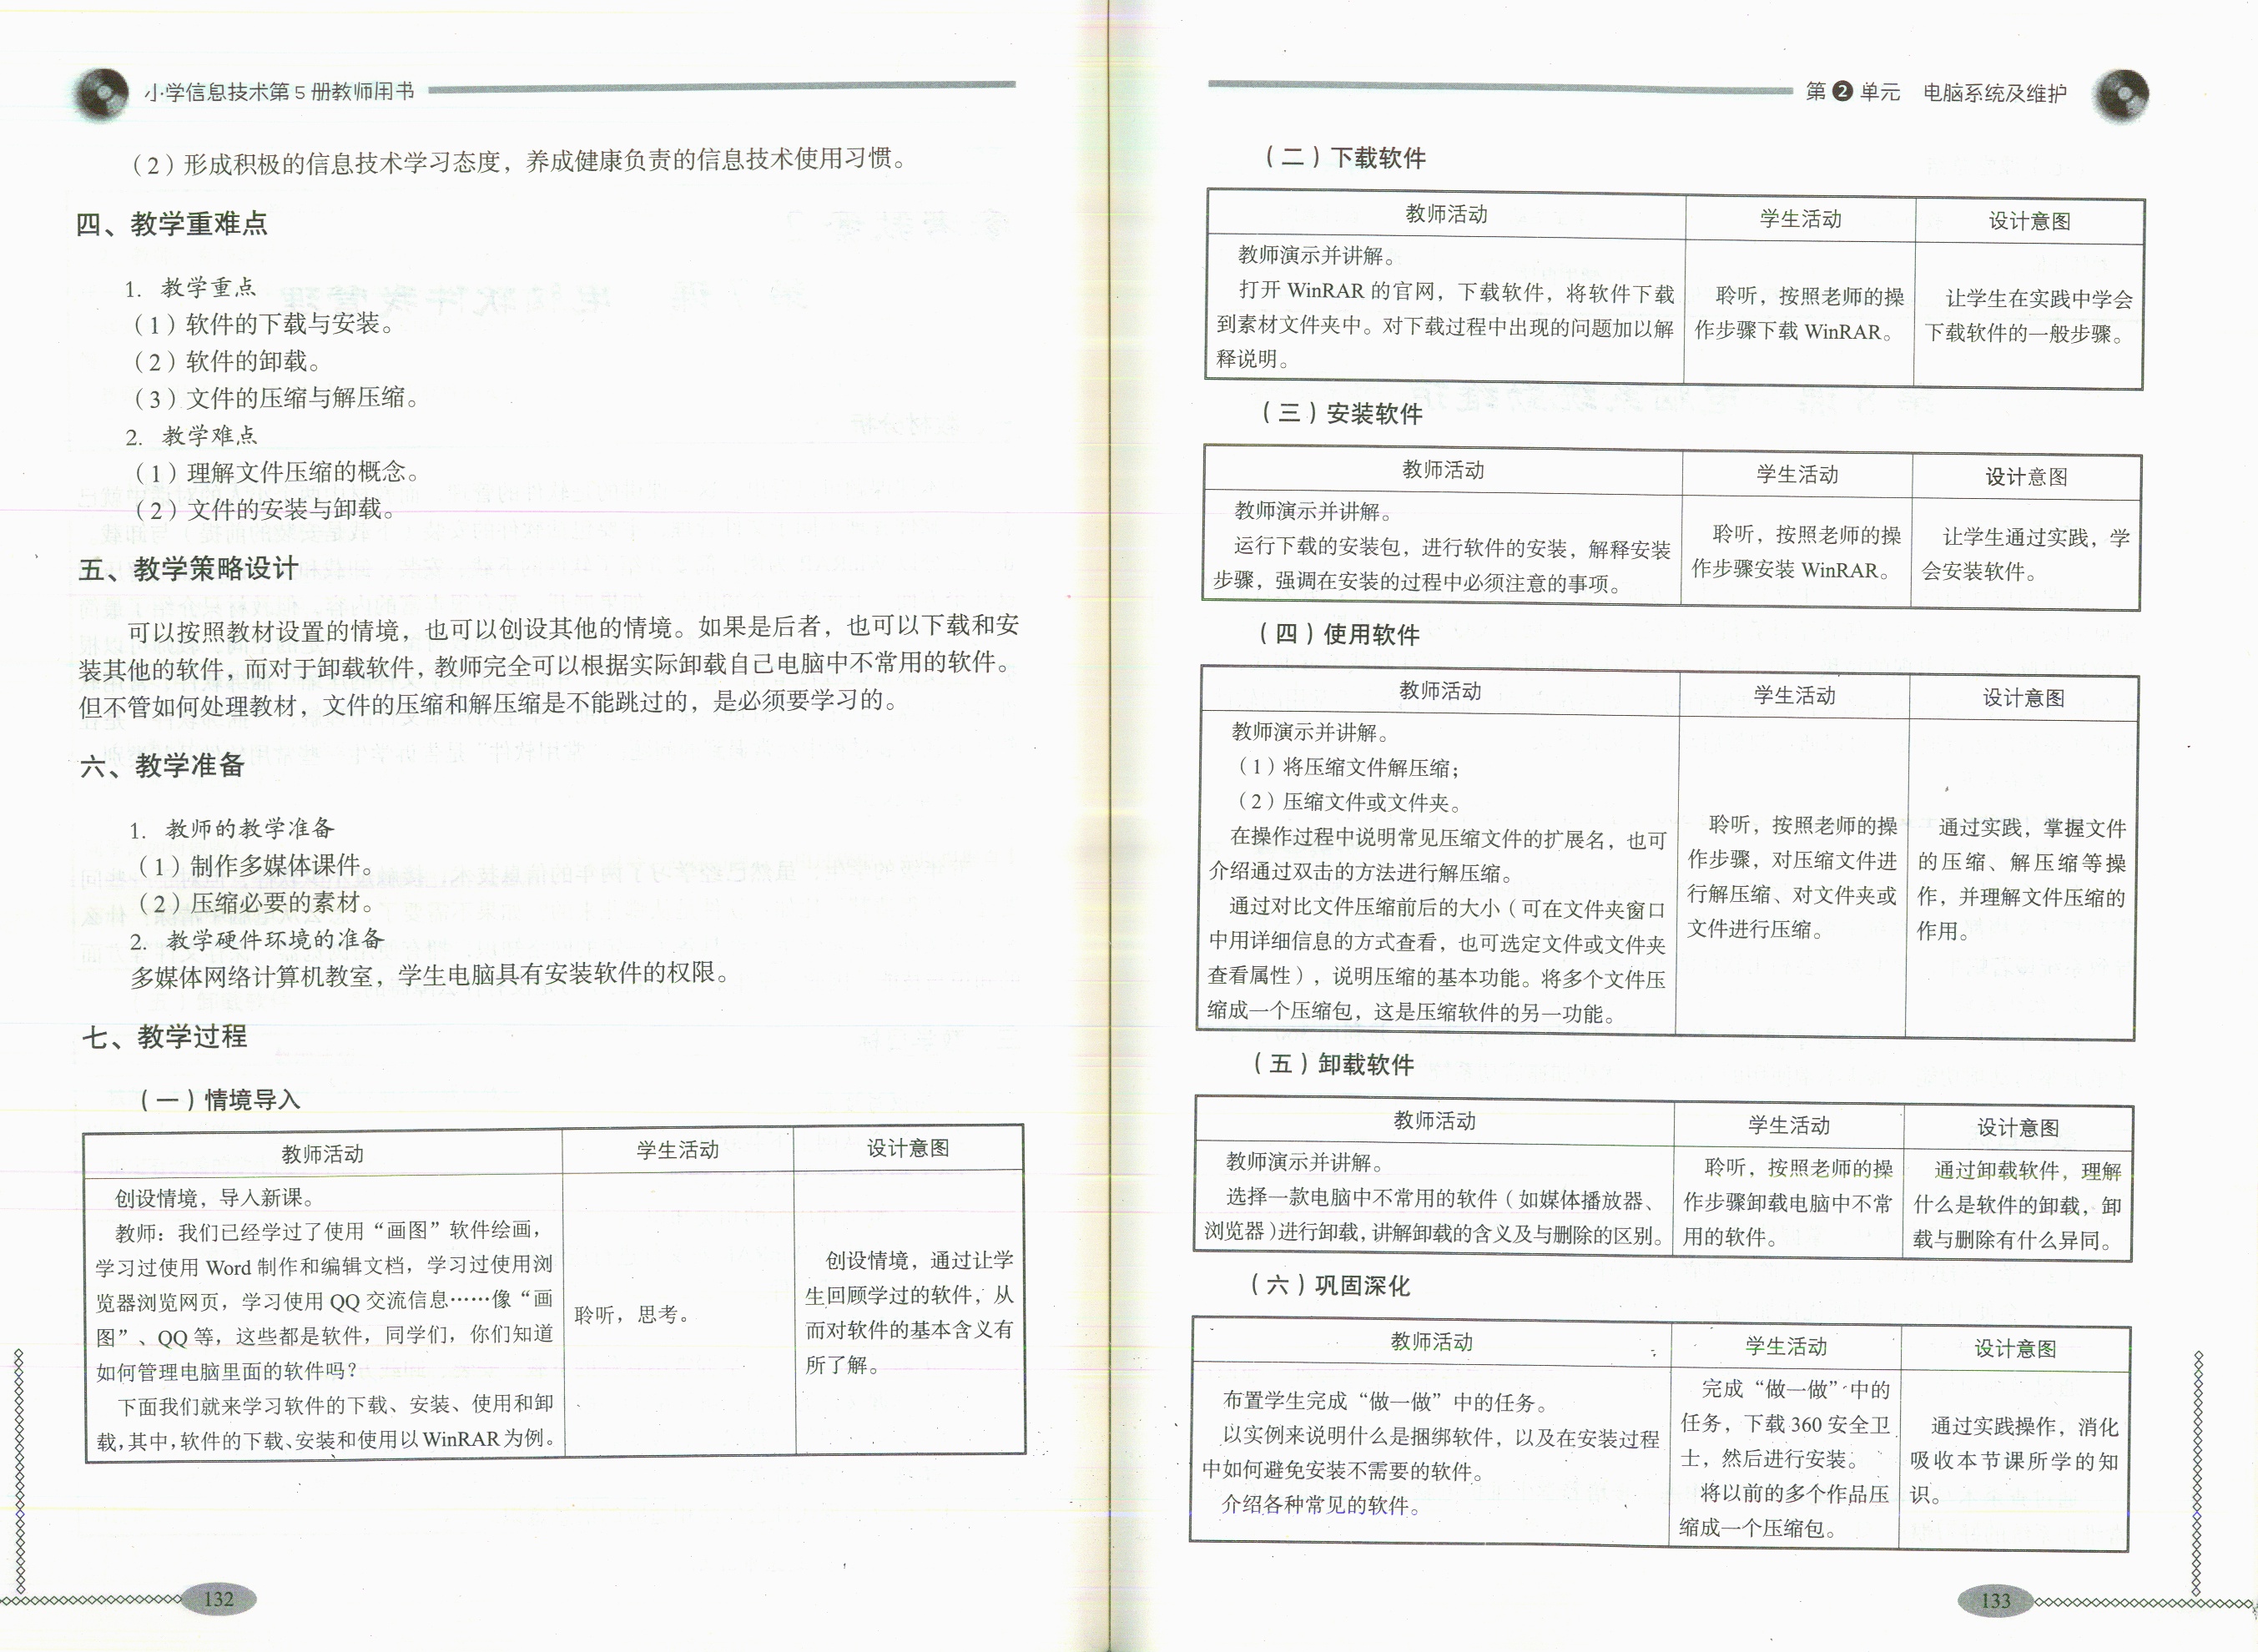 小学信息技术第5册教师用书
（2）形成积极的信息技术学习态度，养成健康负责的信息技术使用习惯。
四、教学重难点
1. 教学重点
（1）软件的下载与安装。
（2）软件的卸载。
（3）文件的压缩与解压缩。
2. 教学难点
（1）理解文件压缩的概念。
（2）文件的安装与卸载。
五、教学策略设计
可以按照教材设置的情境，也可以创设其他的情境。如果是后者，也可以下载和安
装其他的软件，而对于卸载软件，教师完全可以根据实际卸载自己电脑中不常用的软件。
但不管如何处理教材，文件的压缩和解压缩是不能跳过的，是必须要学习的。
六、教学准备
1. 教师的教学准备
（1）制作多媒体课件。
（2）压缩必要的素材。
2. 教学硬件环境的准备
多媒体网络计算机教室，学生电脑具有安装软件的权限。
七、教学过程
（一）情境导入
教师活动
学生活动
设计意图
创设情境，导入新课。
教师：我们已经学过了使用“画图”软件绘画，
学习过使用 Word 制作和编辑文档，学习过使用浏
览器浏览网页，学习使用 QQ 交流信息……像“画
图”、QQ 等，这些都是软件，同学们，你们知道
如何管理电脑里面的软件吗？
下面我们就来学习软件的下载、安装、使用和卸
载，其中，软件的下载、安装和使用以 WinRAR 为例。
聆听，思考。
创设情境，通过让学
生回顾学过的软件，从
而对软件的基本含义有
所了解。
132
第2单元 电脑系统及维护
（二）下载软件
教师活动
学生活动
设计意图
教师演示并讲解。
打开 WinRAR 的官网，下载软件，将软件下载
到素材文件夹中。对下载过程中出现的问题加以解
释说明。
聆听，按照老师的操
作步骤下载 WinRAR。
让学生在实践中学会
下载软件的一般步骤。
（三）安装软件
教师活动
学生活动
设计意图
教师演示并讲解。
运行下载的安装包，进行软件的安装，解释安装
步骤，强调在安装的过程中必须注意的事项。
聆听，按照老师的操
作步骤安装 WinRAR。
让学生通过实践，学
会安装软件。
（四）使用软件
教师活动
学生活动
设计意图
教师演示并讲解。
（1）将压缩文件解压缩；
（2）压缩文件或文件夹。
在操作过程中说明常见压缩文件的扩展名，也可
介绍通过双击的方法进行解压缩。
通过对比文件压缩前后的大小（可在文件夹窗口
中用详细信息的方式查看，也可选定文件或文件夹
查看属性），说明压缩的基本功能。将多个文件压
缩成一个压缩包，这是压缩软件的另一功能。
聆听，按照老师的操
作步骤，对压缩文件进
行解压缩、对文件夹或
文件进行压缩。
通过实践，掌握文件
的压缩、解压缩等操
作，并理解文件压缩的
作用。
（五）卸载软件
教师活动
学生活动
设计意图
教师演示并讲解。
选择一款电脑中不常用的软件（如媒体播放器、
浏览器）进行卸载，讲解卸载的含义及与删除的区别。
聆听，按照老师的操
作步骤卸载电脑中不常
用的软件。
通过卸载软件，理解
什么是软件的卸载，卸
载与删除有什么异同。
（六）巩固深化
教师活动
学生活动
设计意图
布置学生完成“做一做”中的任务。
以实例来说明什么是捆绑软件，以及在安装过程
中如何避免安装不需要的软件。
介绍各种常见的软件。
完成“做一做”中的
任务，下载 360 安全卫
士，然后进行安装。
将以前的多个作品压
缩成一个压缩包。
通过实践操作，消化
吸收本节课所学的知
识。
133